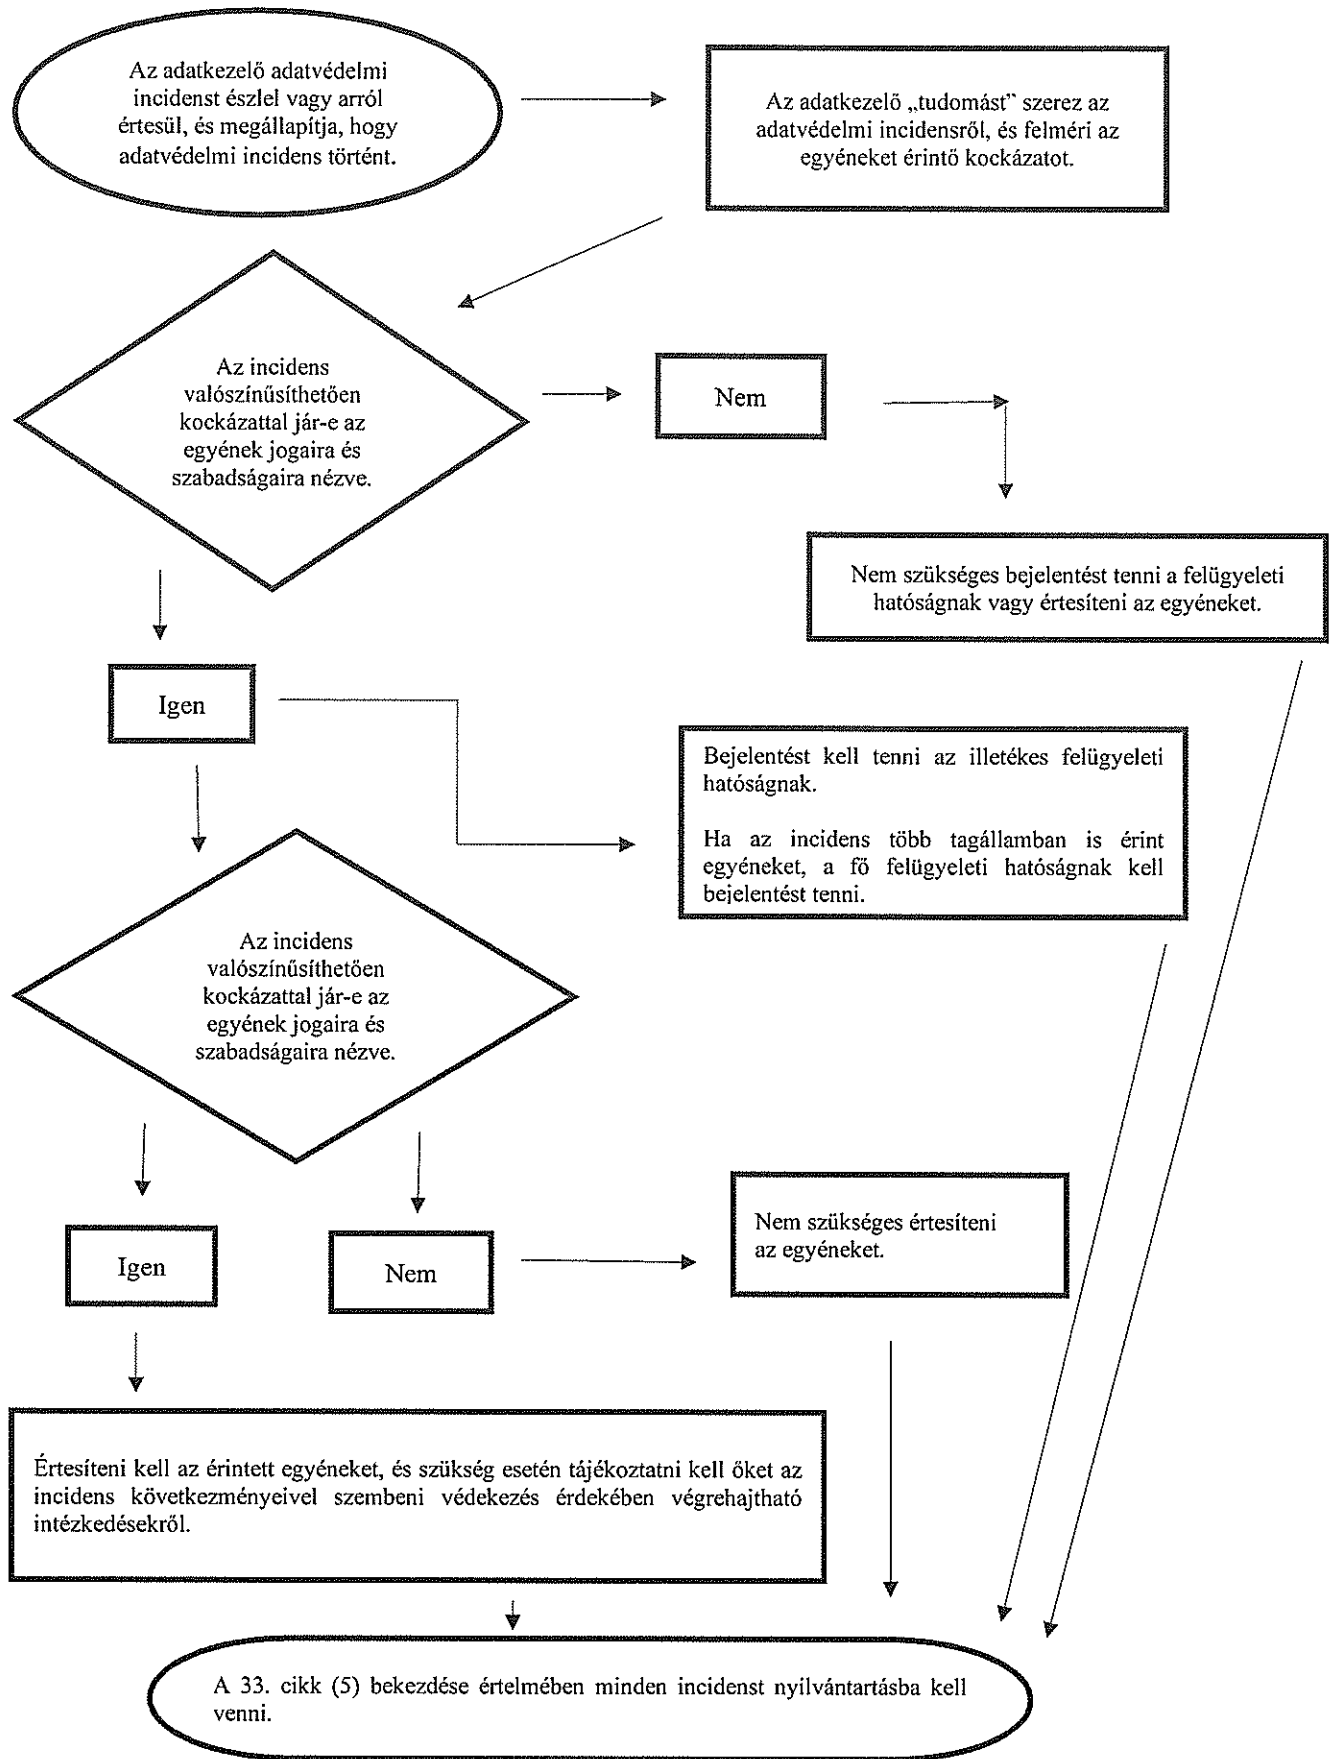 Az adatkezelő adatvédelmi
incidenst észlel vagy arról
értesül, és megállapítja, hogy
adatvédelmi incidens történt.
Az adatkezelő „tudomást” szerez az
adatvédelmi incidensről, és felméri az
egyéneket érintő kockázatot.
Az incidens
valószínűsíthetően
kockázattal jár-e az
egyének jogaira és
szabadságaira nézve.
Nem
Nem szükséges bejelentést tenni a felügyeleti
hatóságnak vagy értesíteni az egyéneket.
Igen
Bejelentést kell tenni az illetékes felügyeleti
hatóságnak.
Ha az incidens több tagállamban is érint
egyéneket, a fő felügyeleti hatóságnak kell
bejelentést tenni.
Az incidens
valószínűsíthetően
kockázattal jár-e az
egyének jogaira és
szabadságaira nézve.
Igen
Nem
Nem szükséges értesíteni
az egyéneket.
Értesíteni kell az érintett egyéneket, és szükség esetén tájékoztatni kell őket az
incidens következményeivel szembeni védekezés érdekében végrehajtható
intézkedésekről.
A 33. cikk (5) bekezdése értelmében minden incidenst nyilvántartásba kell
venni.